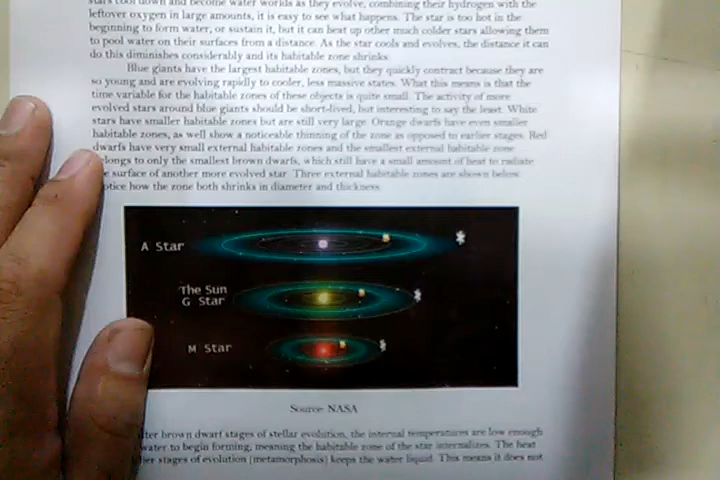 stars cool down and become water worlds as they evolve, combining their hydrogen with the
leftover oxygen in large amounts, it is easy to see what happens. The star is too hot in the
beginning to form water, or sustain it, but it can heat up other much colder stars allowing them
to pool water on their surfaces from a distance. As the star cools and evolves, the distance it can
do this diminishes considerably and its habitable zone shrinks.
Blue giants have the largest habitable zones, but they quickly contract because they are
so young and are evolving rapidly to cooler, less massive states. What this means is that the
time variable for the habitable zones of these objects is quite small. The activity of more
evolved stars around blue giants should be short-lived, but interesting to say the least. White
stars have smaller habitable zones but are still very large. Orange dwarfs have even smaller
habitable zones, as well show a noticeable thinning of the zone as opposed to earlier stages. Red
dwarfs have very small external habitable zones and the smallest external habitable zone
elongs to only the smallest brown dwarfs, which still have a small amount of heat to radiate
e surface of another more evolved star. Three external habitable zones are shown below.
otice how the zone both shrinks in diameter and thickness.
A Star
The Sun
G Star
M Star
Source: NASA
fter brown dwarf stages of stellar evolution, the internal temperatures are low enough
water to begin forming, meaning the habitable zone of the star internalizes. The heat
lier stages of evolution (metamorphosis) keeps the water liquid. This means it does not